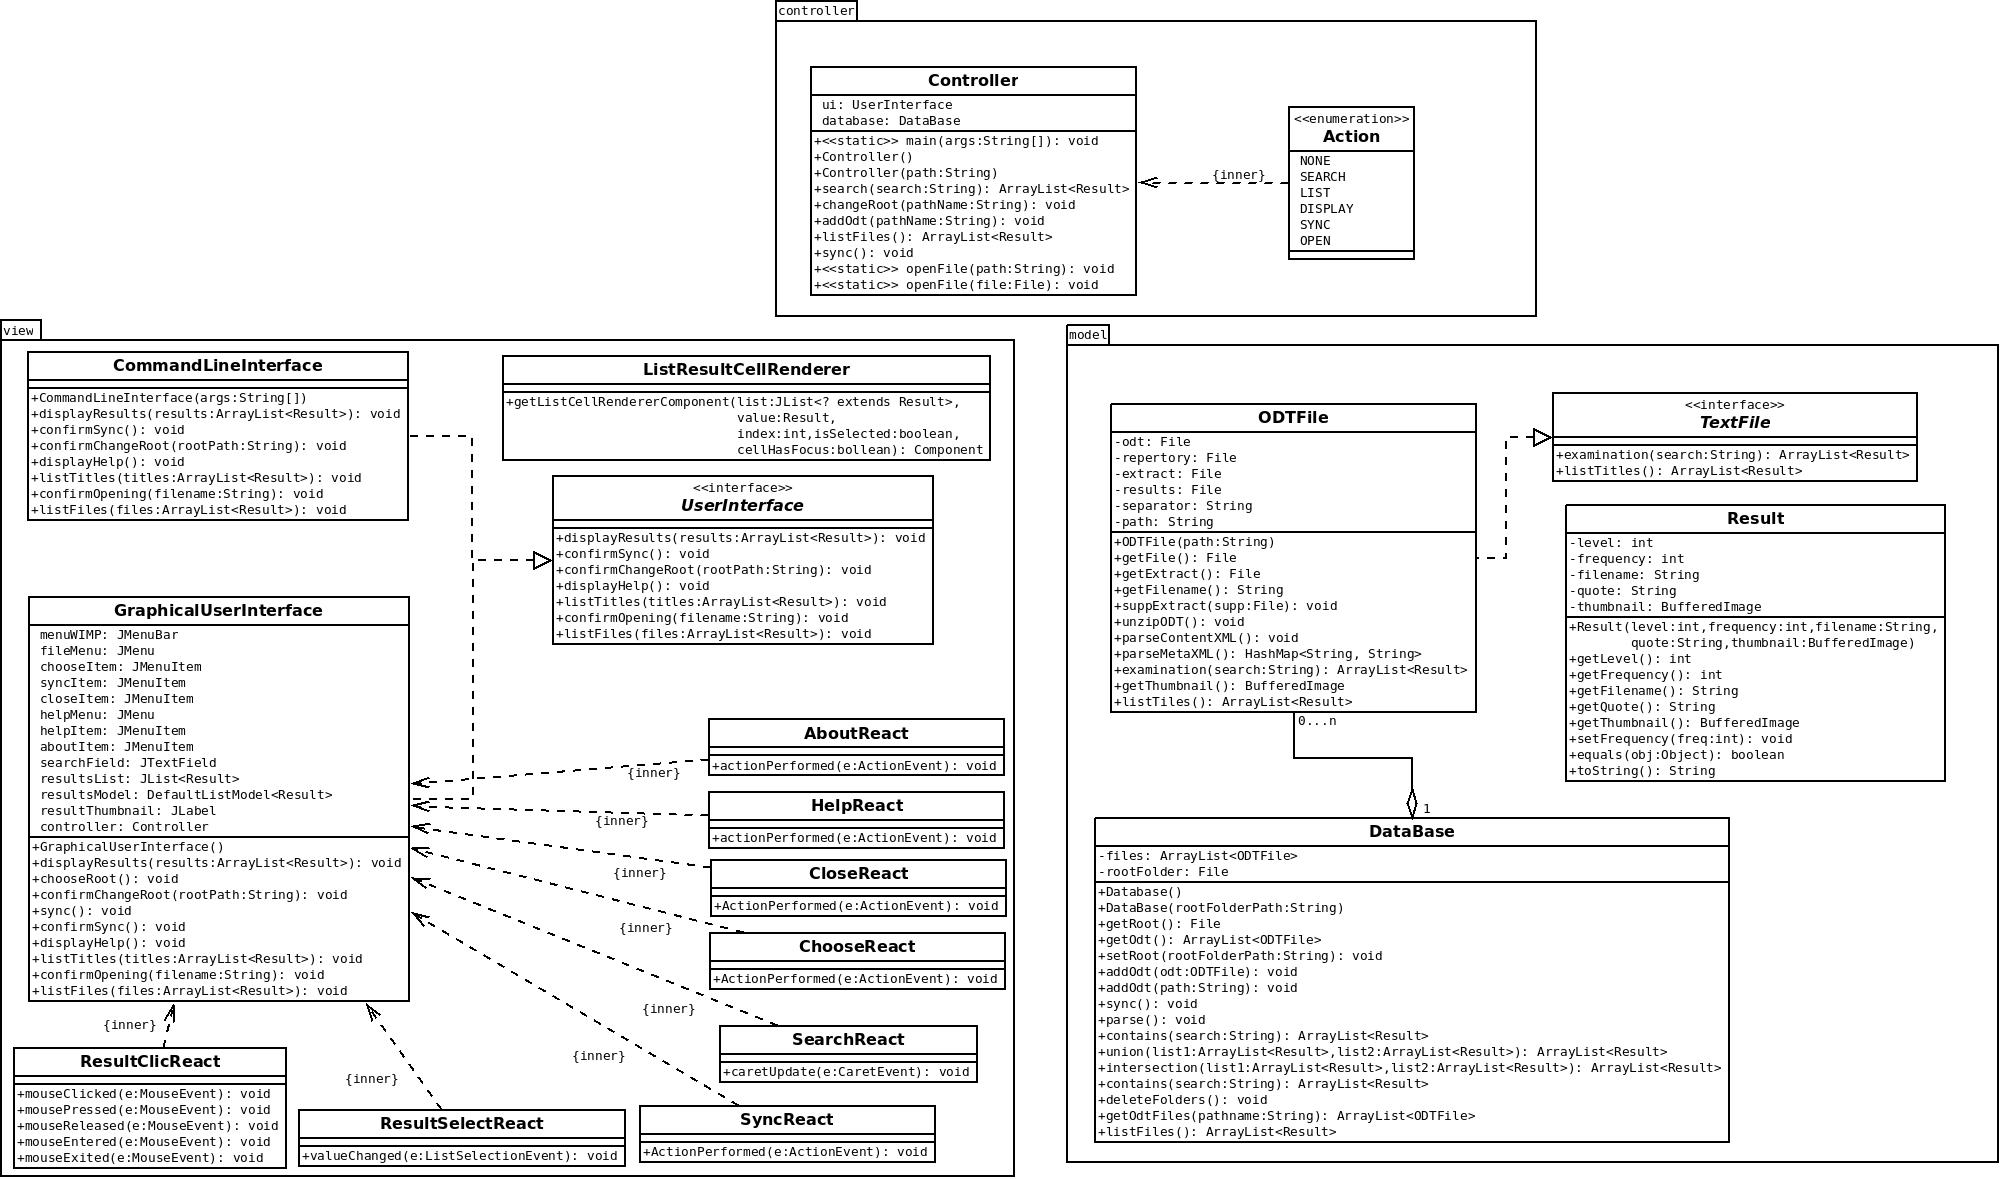 controller
Controller
ui: UserInterface
database: DataBase
+<<static>> main(args:String[]): void
+Controller()
+Controller(path:String)
+search(search:String): ArrayList<Result>
+changeRoot(pathName:String): void
+addOdt(pathName:String): void
+listFiles(): ArrayList<Result>
+sync(): void
+<<static>> openFile(path:String): void
+<<static>> openFile(file:File): void
{inner}
<<enumeration>>
Action
NONE
SEARCH
LIST
DISPLAY
SYNC
OPEN
view
CommandLineInterface
+CommandLineInterface(args:String[])
+displayResults(results:ArrayList<Result>): void
+confirmSync(): void
+confirmChangeRoot(rootPath:String): void
+displayHelp(): void
+listTitles(titles:ArrayList<Result>): void
+confirmOpening(filename:String): void
+listFiles(files:ArrayList<Result>): void
ListResultCellRenderer
+getListCellRendererComponent(list:JList<? extends Result>,
value:Result,
index:int,isSelected:boolean,
cellHasFocus:bollean): Component
<<interface>>
UserInterface
+displayResults(results:ArrayList<Result>): void
+confirmSync(): void
+confirmChangeRoot(rootPath:String): void
+displayHelp(): void
+listTitles(titles:ArrayList<Result>): void
+confirmOpening(filename:String): void
+listFiles(files:ArrayList<Result>): void
GraphicalUserInterface
menuWIMP: JMenuBar
fileMenu: JMenu
chooseItem: JMenuItem
syncItem: JMenuItem
closeItem: JMenuItem
helpMenu: JMenu
helpItem: JMenuItem
aboutItem: JMenuItem
searchField: JTextField
resultsList: JList<Result>
resultsModel: DefaultListModel<Result>
resultThumbnail: JLabel
controller: Controller
+GraphicalUserInterface()
+displayResults(results:ArrayList<Result>): void
+chooseRoot(): void
+confirmChangeRoot(rootPath:String): void
+sync(): void
+confirmSync(): void
+displayHelp(): void
+listTitles(titles:ArrayList<Result>): void
+confirmOpening(filename:String): void
+listFiles(files:ArrayList<Result>): void
AboutReact
+actionPerformed(e:ActionEvent): void
{inner}
HelpReact
+actionPerformed(e:ActionEvent): void
{inner}
CloseReact
+ActionPerformed(e:ActionEvent): void
{inner}
ChooseReact
+ActionPerformed(e:ActionEvent): void
{inner}
SearchReact
+caretUpdate(e:CaretEvent): void
{inner}
SyncReact
+ActionPerformed(e:ActionEvent): void
{inner}
{inner}
ResultClicReact
+mouseClicked(e:MouseEvent): void
+mousePressed(e:MouseEvent): void
+mouseReleased(e:MouseEvent): void
+mouseEntered(e:MouseEvent): void
+mouseExited(e:MouseEvent): void
{inner}
ResultSelectReact
+valueChanged(e:ListSelectionEvent): void
model
ODTFile
-odt: File
-repertory: File
-extract: File
-results: File
-separator: String
-path: String
+ODTFile(path:String)
+getFile(): File
+getExtract(): File
+getFilename(): String
+suppExtract(supp:File): void
+unzipODT(): void
+parseContentXML(): void
+parseMetaXML(): HashMap<String, String>
+examination(search:String): ArrayList<Result>
+getThumbnail(): BufferedImage
+listTiles(): ArrayList<Result>
0...n
1
<<interface>>
TextFile
+examination(search:String): ArrayList<Result>
+listTitles(): ArrayList<Result>
Result
-level: int
-frequency: int
-filename: String
-quote: String
-thumbnail: BufferedImage
+Result(level:int,frequency:int,filename:String,
quote:String,thumbnail:BufferedImage)
+getLevel(): int
+getFrequency(): int
+getFilename(): String
+getQuote(): String
+getThumbnail(): BufferedImage
+setFrequency(freq:int): void
+equals(obj:Object): boolean
+toString(): String
DataBase
-files: ArrayList<ODTFile>
-rootFolder: File
+Database()
+DataBase(rootFolderPath:String)
+getRoot(): File
+getOdt(): ArrayList<ODTFile>
+setRoot(rootFolderPath:String): void
+addOdt(odt:ODTFile): void
+addOdt(path:String): void
+sync(): void
+parse(): void
+contains(search:String): ArrayList<Result>
+union(list1:ArrayList<Result>,list2:ArrayList<Result>): ArrayList<Result>
+intersection(list1:ArrayList<Result>,list2:ArrayList<Result>): ArrayList<Result>
+contains(search:String): ArrayList<Result>
+deleteFolders(): void
+getOdtFiles(pathname:String): ArrayList<ODTFile>
+listFiles(): ArrayList<Result>